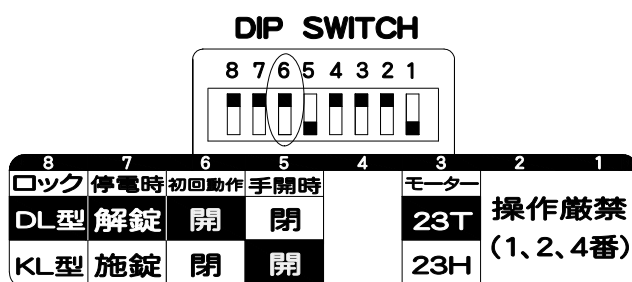 DIP SWITCH
8 7 6 5 4 3 2 1
8 7 6 5 4 3 2 1
ロック 停電時 初回動作 手開時 モーター
DL型 解錠 開 閉 23T 操作厳禁
KL型 施錠 閉 開 23H (1、2、4番)